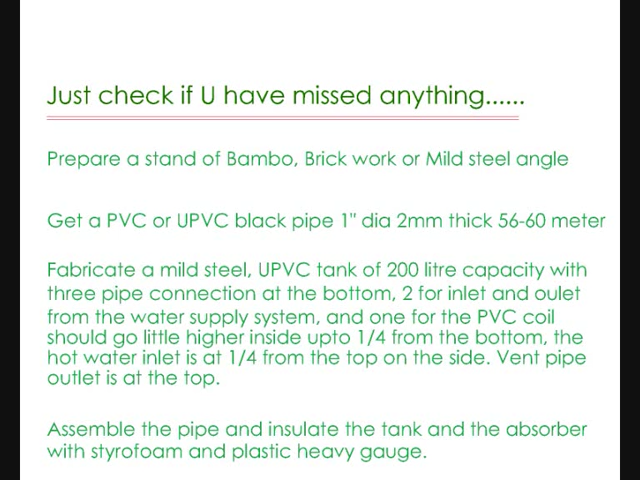 Just check if U have missed anything......
Prepare a stand of Bambo, Brick work or Mild steel angle
Get a PVC or UPVC black pipe 1" dia 2mm thick 56-60 meter
Fabricate a mild steel, UPVC tank of 200 litre capacity with
three pipe connection at the bottom, 2 for inlet and oulet
from the water supply system, and one for the PVC coil
should go little higher inside upto 1/4 from the bottom, the
hot water inlet is at 1/4 from the top on the side. Vent pipe
outlet is at the top.
Assemble the pipe and insulate the tank and the absorber
with styrofoam and plastic heavy gauge.